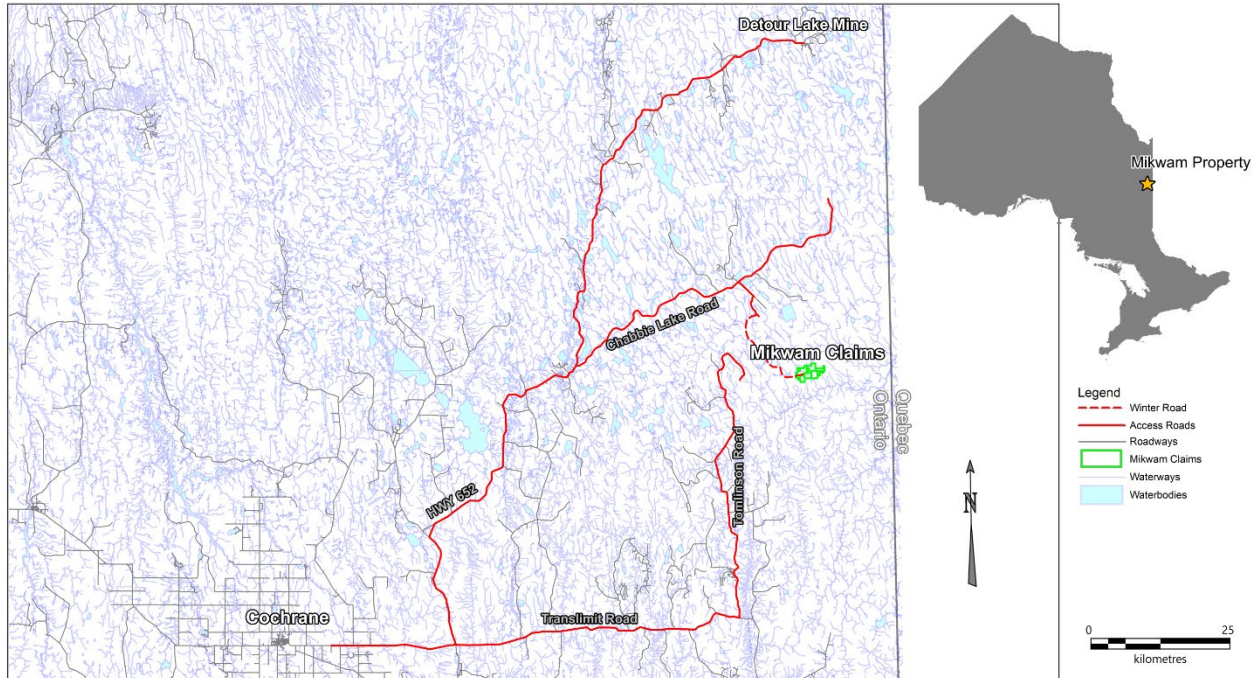 Detour Lake Mine
Mikwam Property
Chabbie Lake Road
Mikwam Claims
Quebec
Ontario
HWY 652
Tomlinson Road
Translimit Road
Cochrane
Legend
Winter Road
Access Roads
Roadways
Mikwam Claims
Waterways
Waterbodies
N
0 25
kilometres